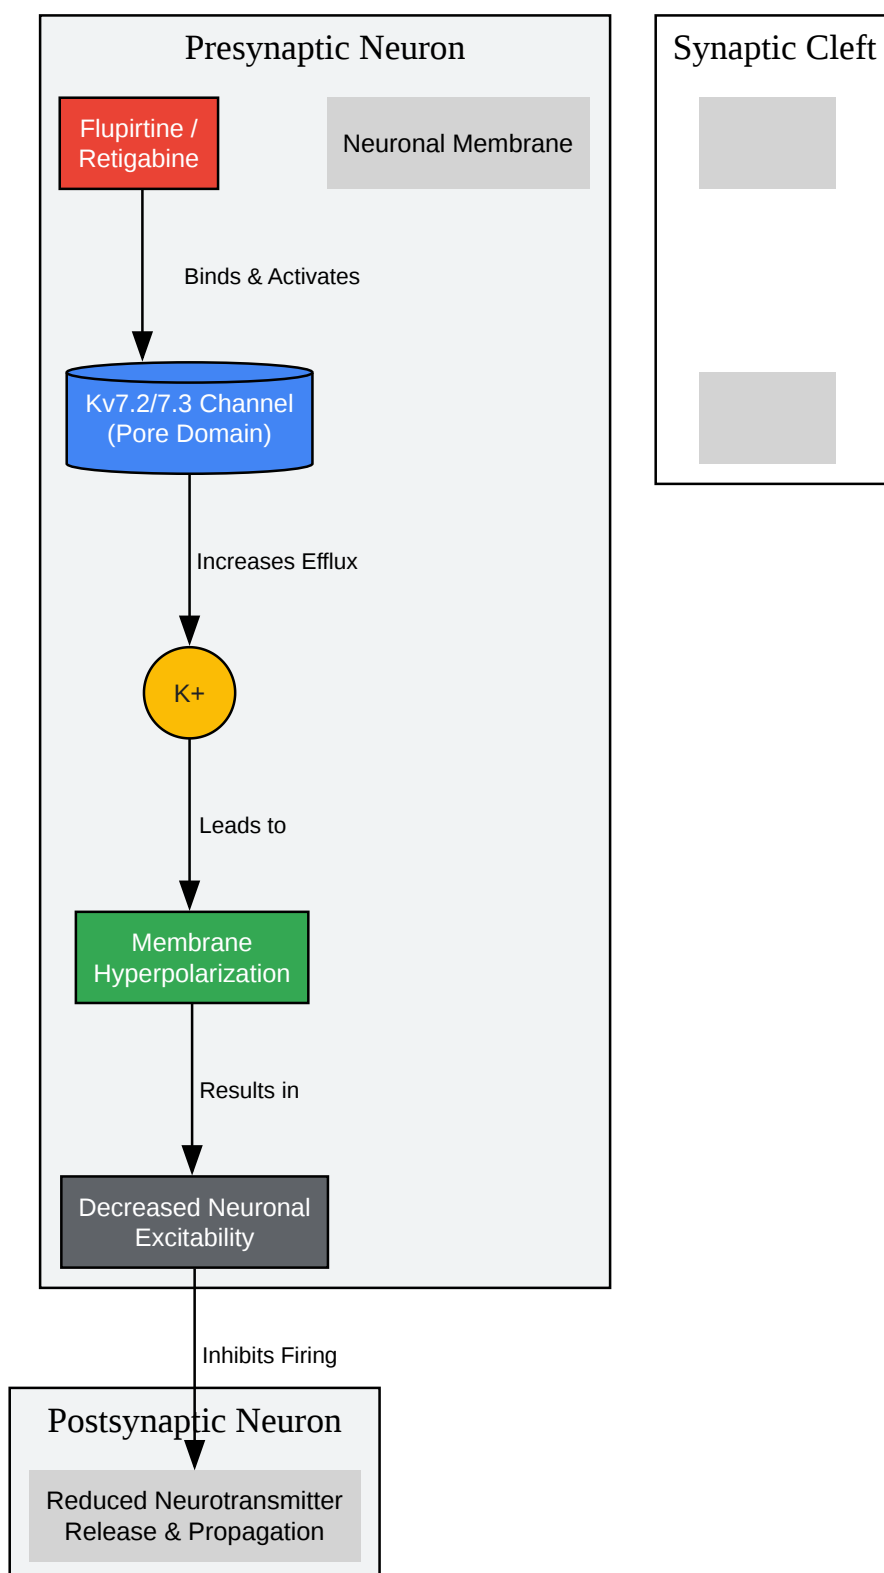 Presynaptic Neuron
Synaptic Cleft
Flupirtine /
Retigabine
Neuronal Membrane
Binds & Activates
Kv7.2/7.3 Channel
(Pore Domain)
Increases Efflux
K+
Leads to
Membrane
Hyperpolarization
Results in
Decreased Neuronal
Excitability
Inhibits Firing
Postsynaptic Neuron
Reduced Neurotransmitter
Release & Propagation